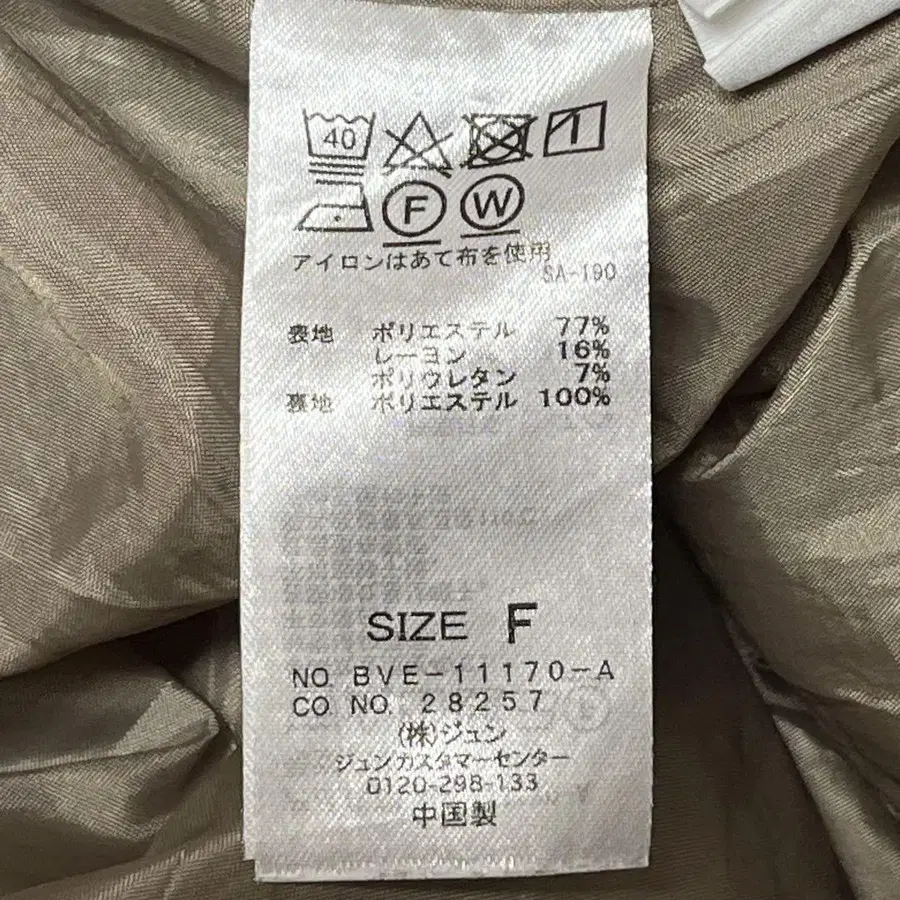 40
F W
アイロンはあて布を使用
SA-190
表地 ポリエステル 77%
レーヨン 16%
ポリウレタン 7%
裏地 ポリエステル 100%
SIZE F
NO. BVE-11170-A
CO. NO. 28257
(株)ジュン
ジュンカスタマーセンター
0120-298-133
中国製